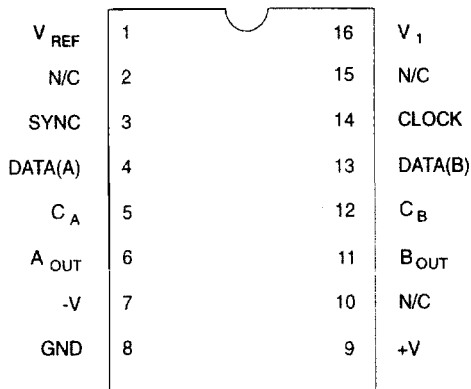 V REF 1 16 V 1
N/C 2 15 N/C
SYNC 3 14 CLOCK
DATA(A) 4 13 DATA(B)
C A 5 12 C B
A OUT 6 11 B OUT
-V 7 10 N/C
GND 8 9 +V